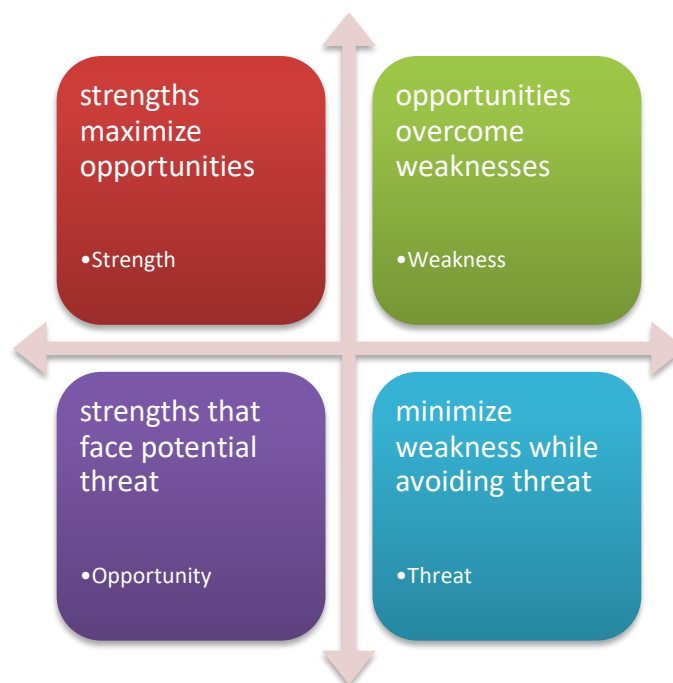 strengths
maximize
opportunities
•Strength
opportunities
overcome
weaknesses
•Weakness
strengths that
face potential
threat
•Opportunity
minimize
weakness while
avoiding threat
•Threat